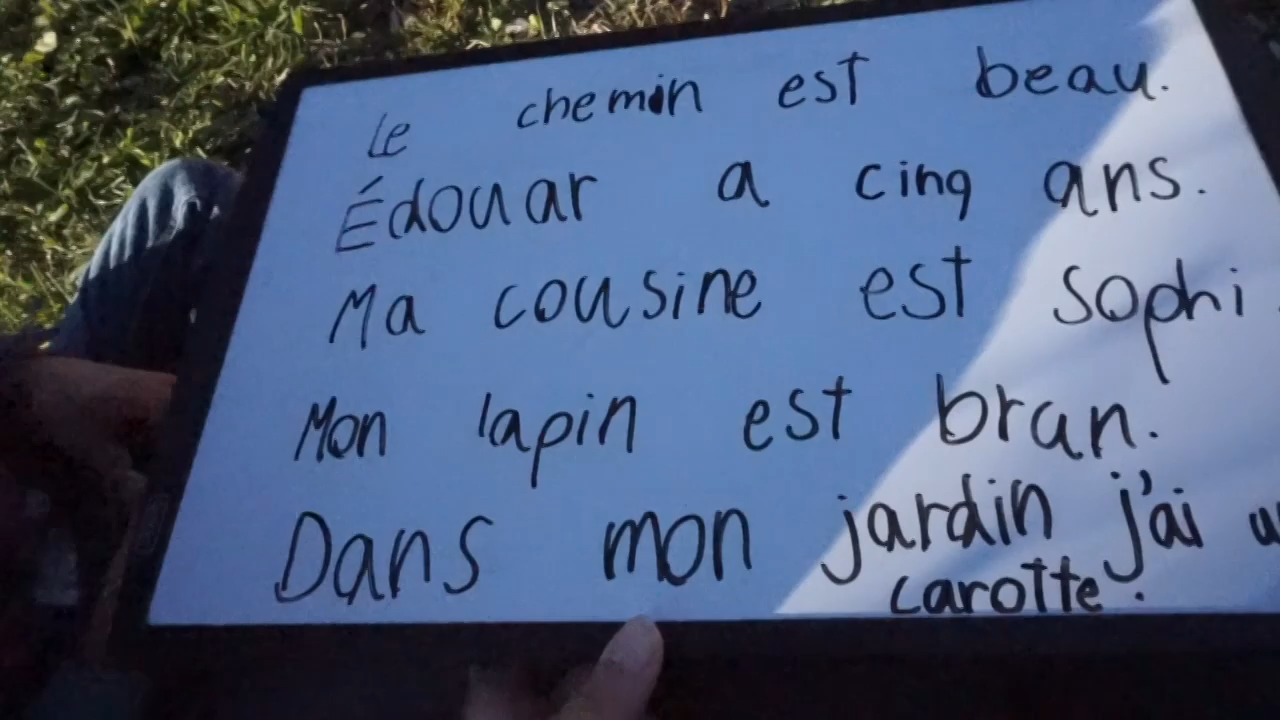 Le chemin est beau.
Édouar a cinq ans.
Ma cousine est sophi
Mon lapin est bran.
Dans mon jardin j'ai
carotte.